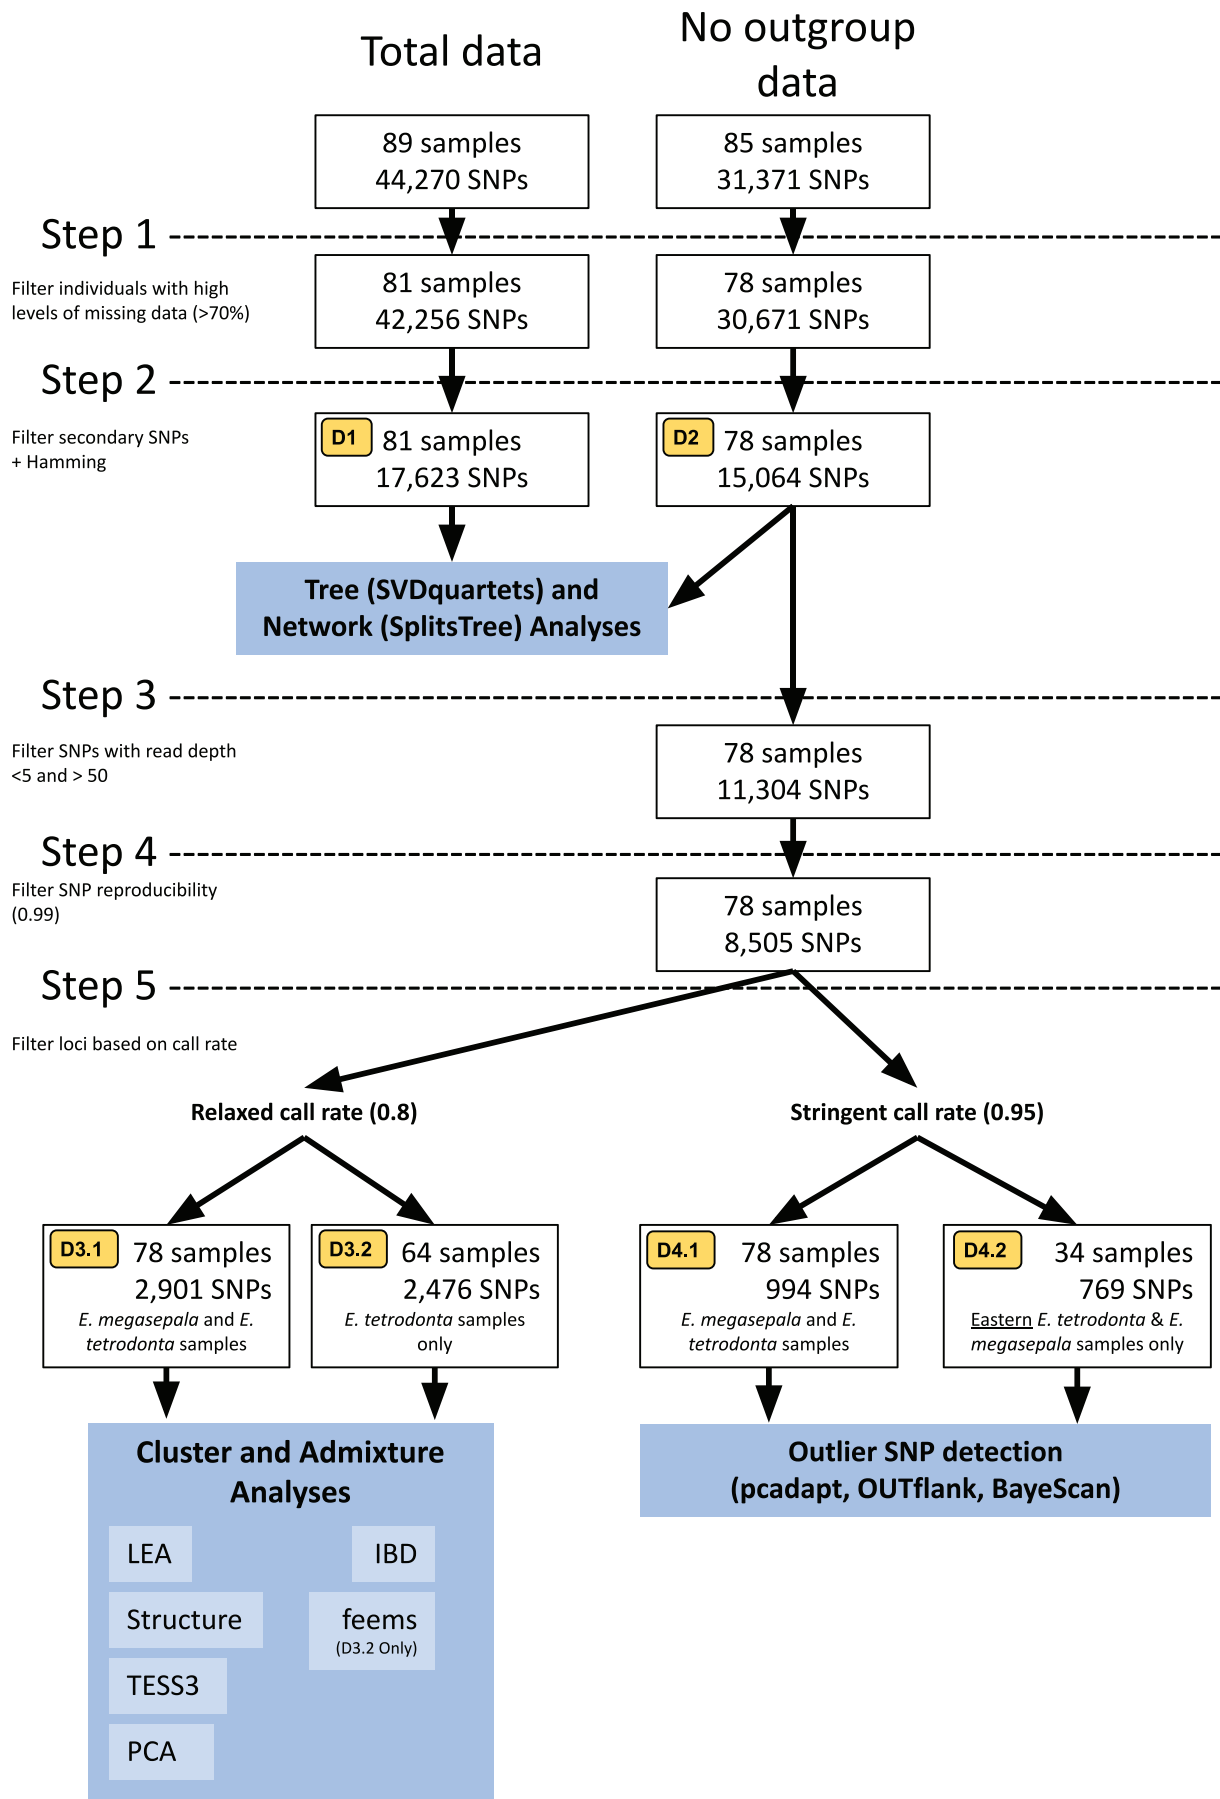 Total data
No outgroup
data
89 samples
44,270 SNPs
85 samples
31,371 SNPs
Step 1
Filter individuals with high
levels of missing data (>70%)
81 samples
42,256 SNPs
78 samples
30,671 SNPs
Step 2
Filter secondary SNPs
+ Hamming
D1
81 samples
17,623 SNPs
D2
78 samples
15,064 SNPs
Tree (SVDquartets) and
Network (SplitsTree) Analyses
Step 3
Filter SNPs with read depth
<5 and > 50
78 samples
11,304 SNPs
Step 4
Filter SNP reproducibility
(0.99)
78 samples
8,505 SNPs
Step 5
Filter loci based on call rate
Relaxed call rate (0.8)
Stringent call rate (0.95)
D3.1
78 samples
2,901 SNPs
E. megasepala and E.
tetrodonta samples
D3.2
64 samples
2,476 SNPs
E. tetrodonta samples
only
D4.1
78 samples
994 SNPs
E. megasepala and E.
tetrodonta samples
D4.2
34 samples
769 SNPs
Eastern E. tetrodonta & E.
megasepala samples only
Cluster and Admixture
Analyses
LEA
Structure
TESS3
PCA
IBD
feems
(D3.2 Only)
Outlier SNP detection
(pcadapt, OUTflank, BayeScan)